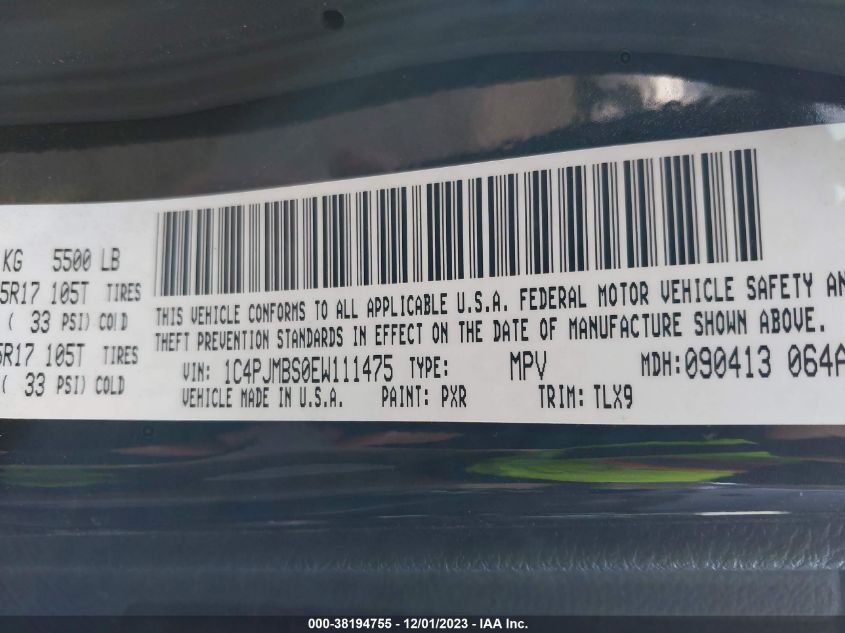 KG 5500 LB
5R17 105T TIRES
( 33 PSI) COLD
5R17 105T TIRES
( 33 PSI) COLD
THIS VEHICLE CONFORMS TO ALL APPLICABLE U.S.A. FEDERAL MOTOR VEHICLE SAFETY AN
THEFT PREVENTION STANDARDS IN EFFECT ON THE DATE OF MANUFACTURE SHOWN ABOVE.
VIN: 1C4PJMBS0EW111475 TYPE: MPV MDH: 090413 064A
VEHICLE MADE IN U.S.A. PAINT: PXR TRIM: TLX9
000-38194755 - 12/01/2023 - IAA Inc.